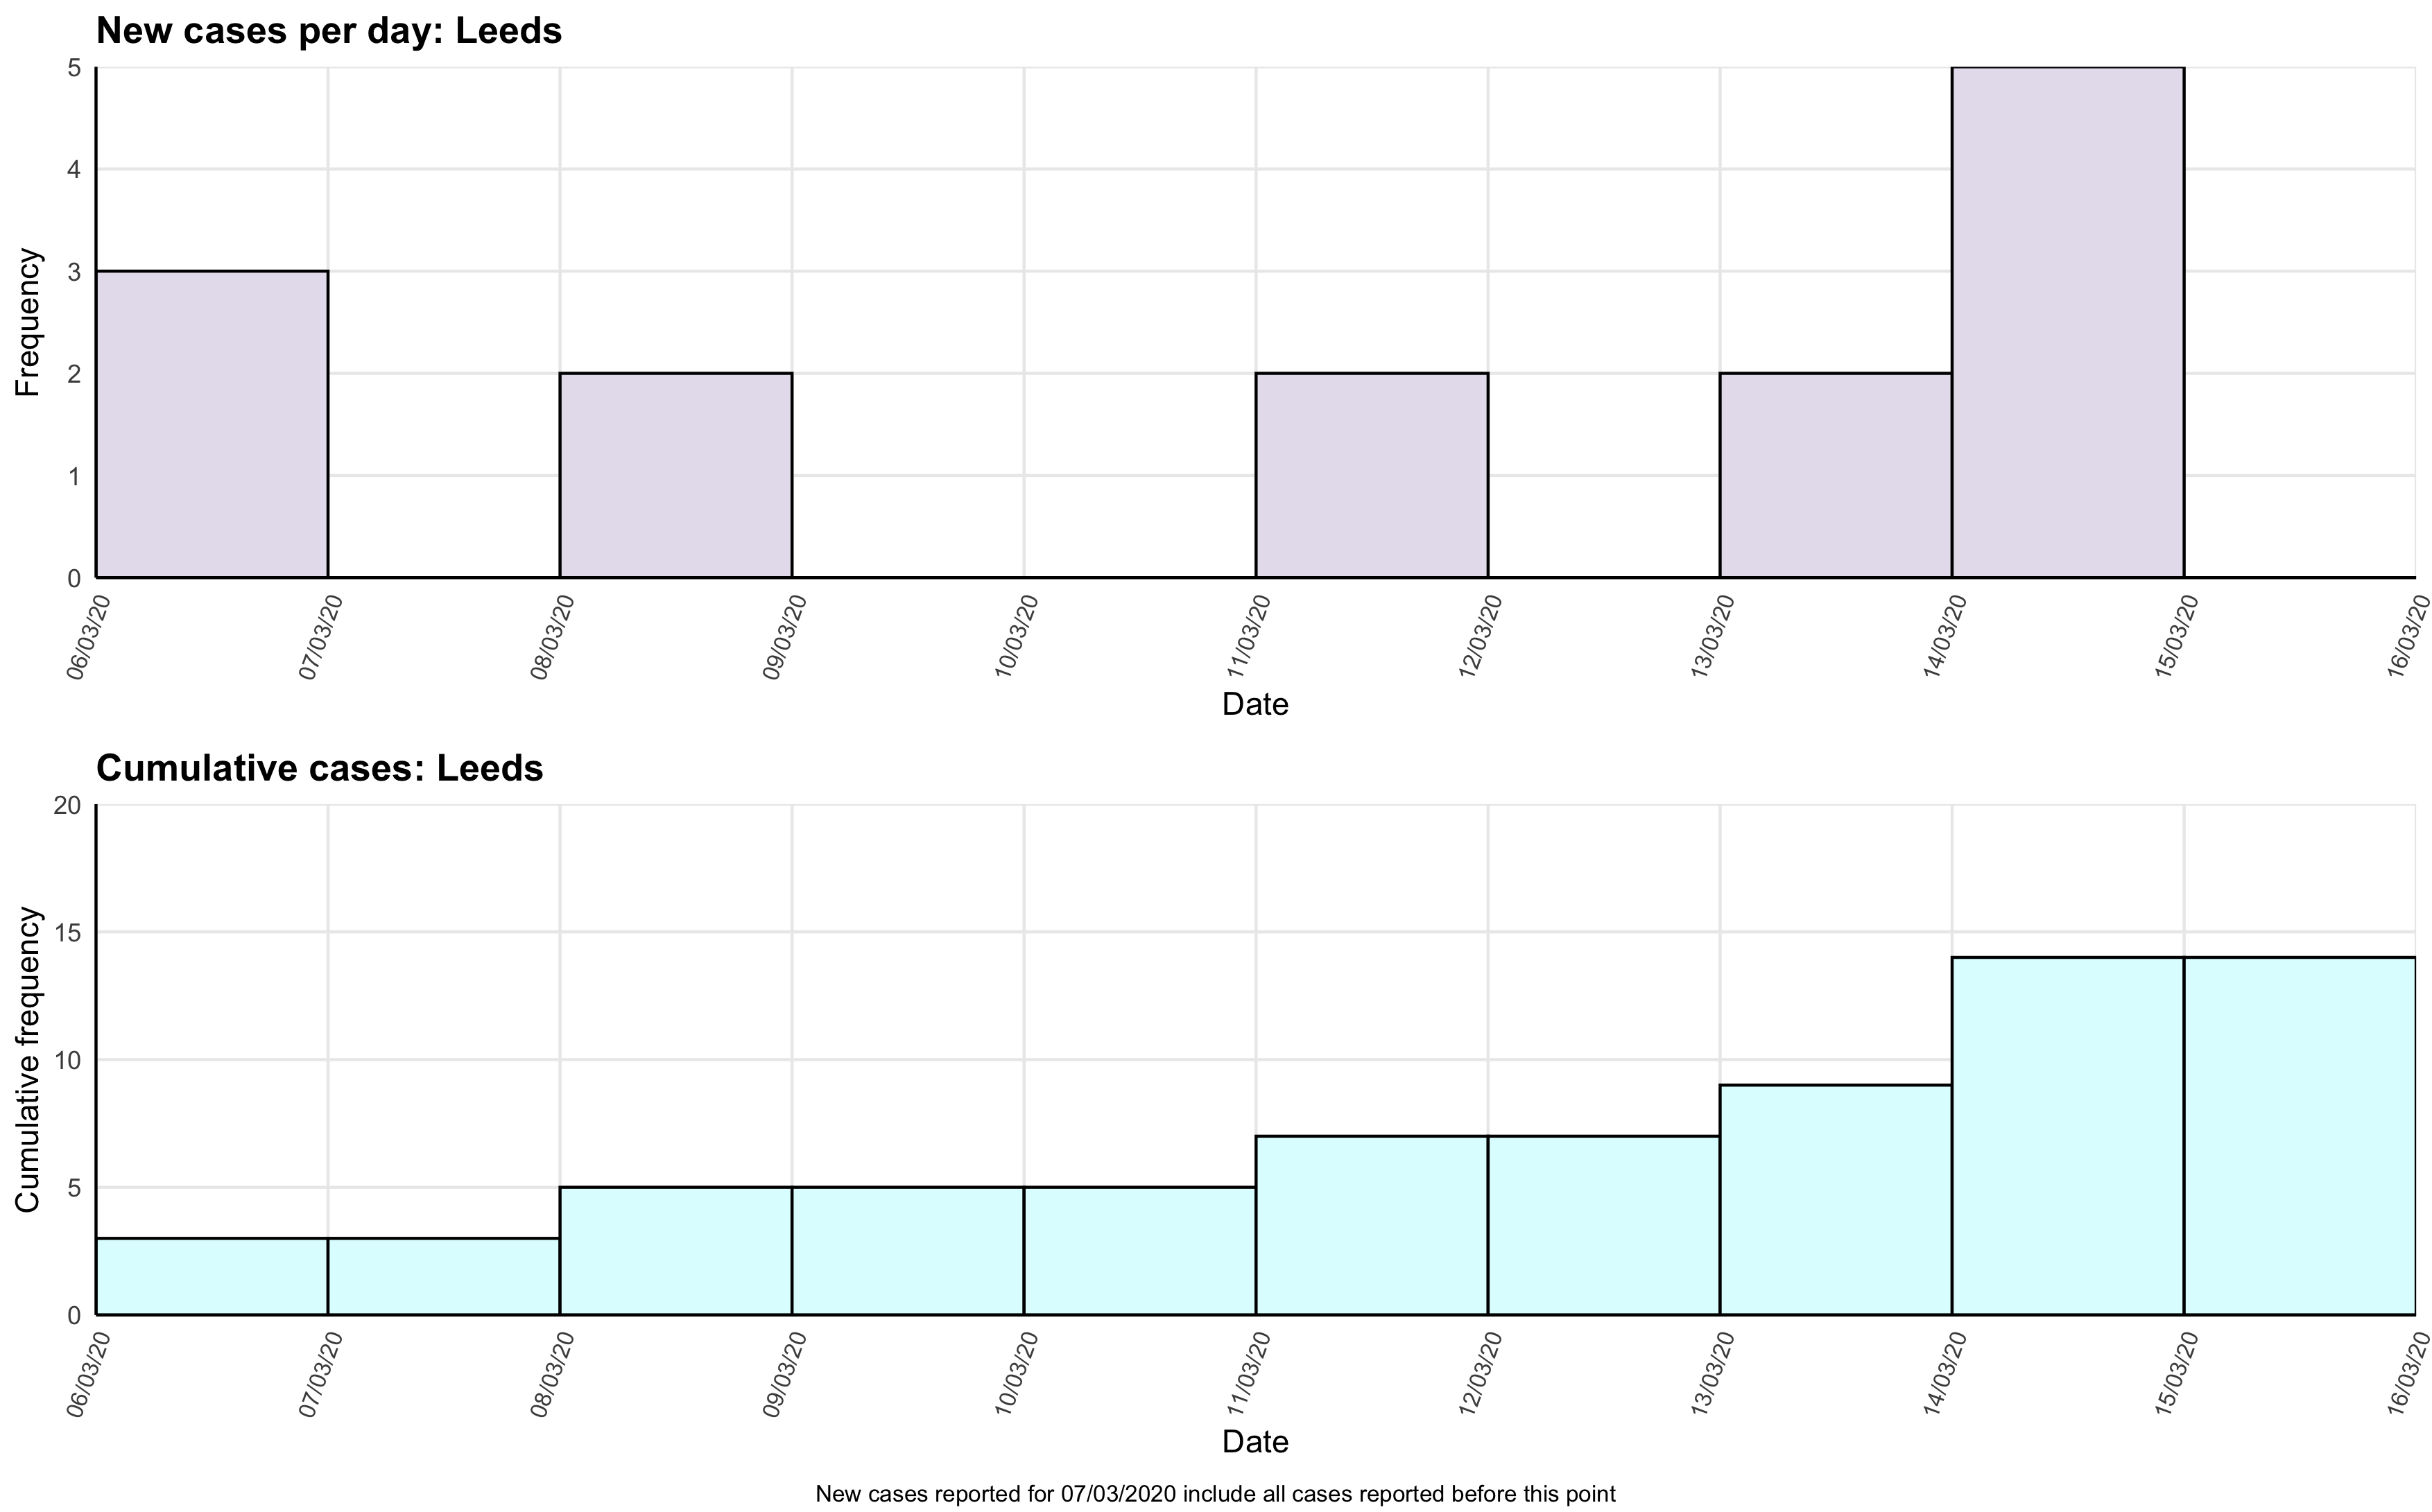 New cases per day: Leeds
5
4
3
2
1
0
Frequency
06/03/20 07/03/20 08/03/20 09/03/20 10/03/20 11/03/20 12/03/20 13/03/20 14/03/20 15/03/20 16/03/20
Date
Cumulative cases: Leeds
20
15
10
5
0
Cumulative frequency
06/03/20 07/03/20 08/03/20 09/03/20 10/03/20 11/03/20 12/03/20 13/03/20 14/03/20 15/03/20 16/03/20
Date
New cases reported for 07/03/2020 include all cases reported before this point